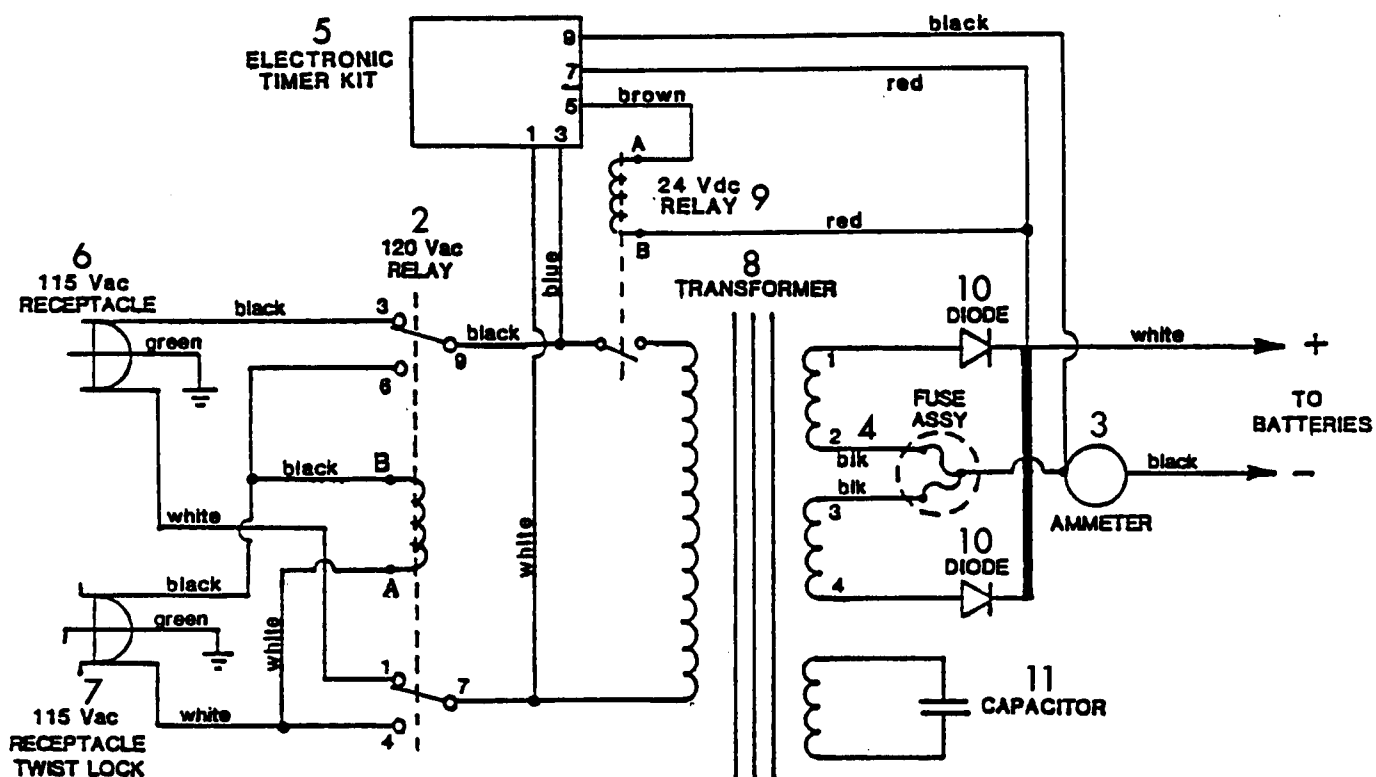 5
ELECTRONIC
TIMER KIT
9
7
5
1 3
black
red
brown
A
24 Vdc
RELAY 9
B
red
2
120 Vac
RELAY
6
115 Vac
RECEPTACLE
black
green
3
9
6
black
blue
8
TRANSFORMER
10
DIODE
white
+
TO
BATTERIES
-
1
2
4
blk
FUSE
ASSY
3
AMMETER
black
blk
3
4
10
DIODE
black
B
white
A
white
black
green
white
white
1
7
4
7
115 Vac
RECEPTACLE
TWIST LOCK
11
CAPACITOR